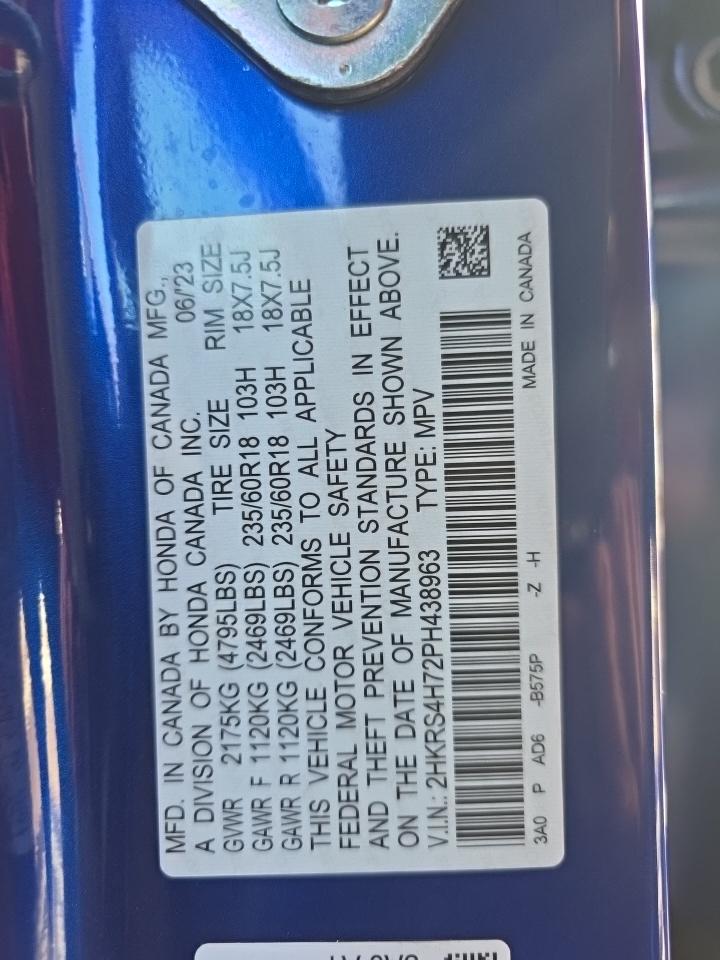 MFD. IN CANADA BY HONDA OF CANADA MFG.,
A DIVISION OF HONDA CANADA INC. 06/'23
GVWR 2175KG (4795LBS) TIRE SIZE RIM SIZE
GAWR F 1120KG (2469LBS) 235/60R18 103H 18X7.5J
GAWR R 1120KG (2469LBS) 235/60R18 103H 18X7.5J
THIS VEHICLE CONFORMS TO ALL APPLICABLE
FEDERAL MOTOR VEHICLE SAFETY
AND THEFT PREVENTION STANDARDS IN EFFECT
ON THE DATE OF MANUFACTURE SHOWN ABOVE.
V.I.N.: 2HKRS4H72PH438963 TYPE: MPV
3A0 P AD6 -B575P -Z -H MADE IN CANADA